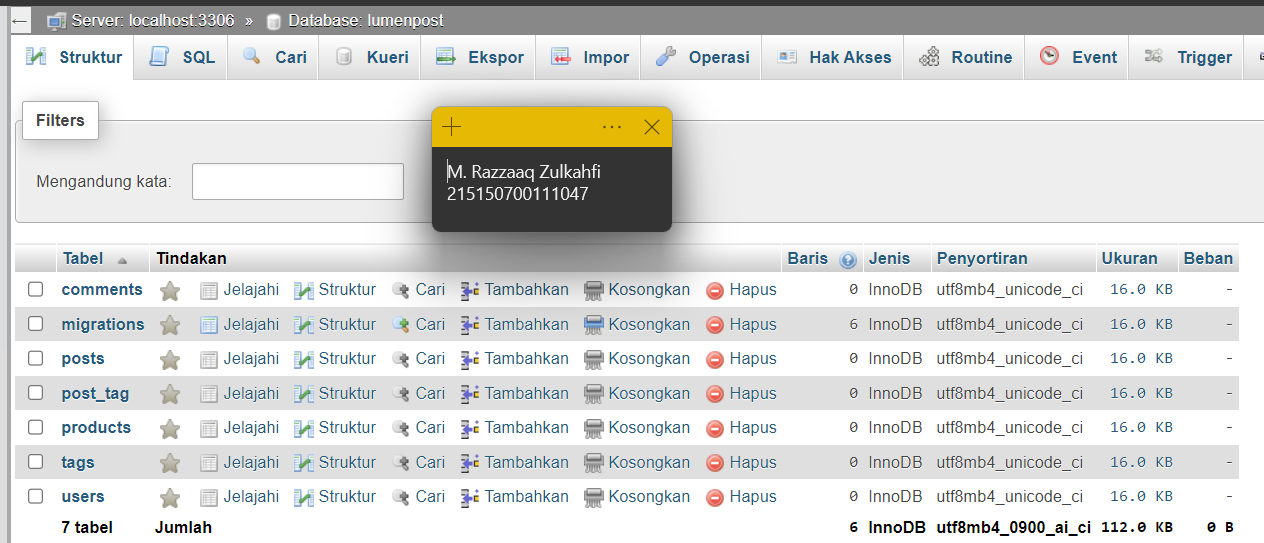 ← Server: localhost:3306 » Database: lumenpost
Struktur SQL Cari Kueri Ekspor Impor Operasi Hak Akses Routine Event Trigger
Filters
Mengandung kata:
M. Razzaaq Zulkahfi
215150700111047
Tabel Tindakan Baris Jenis Penyortiran Ukuran Beban
comments Jelajahi Struktur Cari Tambahkan Kosongkan Hapus 0 InnoDB utf8mb4_unicode_ci 16.0 KB -
migrations Jelajahi Struktur Cari Tambahkan Kosongkan Hapus 6 InnoDB utf8mb4_unicode_ci 16.0 KB -
posts Jelajahi Struktur Cari Tambahkan Kosongkan Hapus 0 InnoDB utf8mb4_unicode_ci 16.0 KB -
post_tag Jelajahi Struktur Cari Tambahkan Kosongkan Hapus 0 InnoDB utf8mb4_unicode_ci 16.0 KB -
products Jelajahi Struktur Cari Tambahkan Kosongkan Hapus 0 InnoDB utf8mb4_unicode_ci 16.0 KB -
tags Jelajahi Struktur Cari Tambahkan Kosongkan Hapus 0 InnoDB utf8mb4_unicode_ci 16.0 KB -
users Jelajahi Struktur Cari Tambahkan Kosongkan Hapus 0 InnoDB utf8mb4_unicode_ci 16.0 KB -
7 tabel Jumlah 6 InnoDB utf8mb4_0900_ai_ci 112.0 KB 0 B